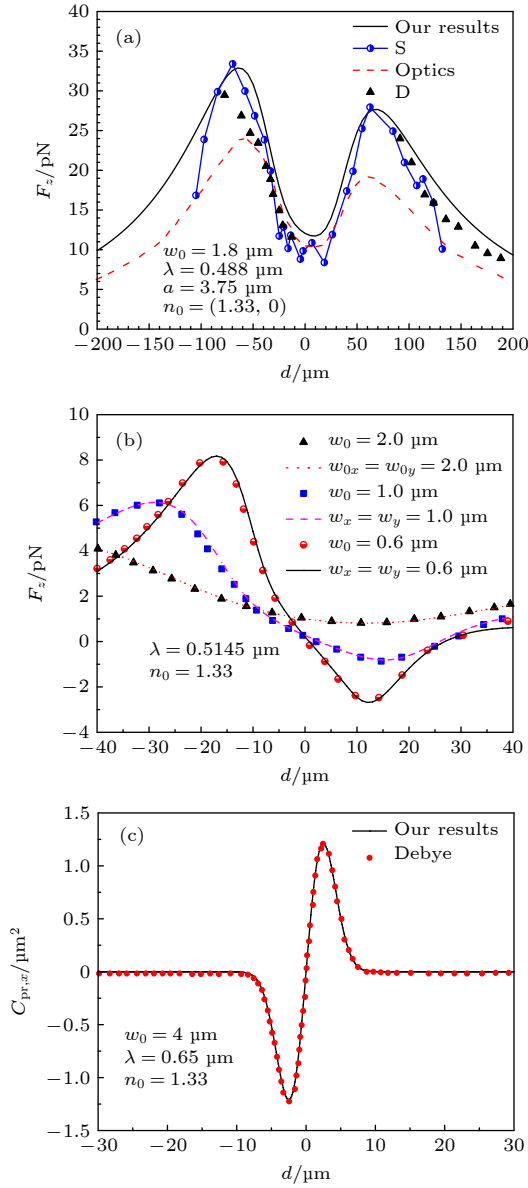 (a)
Our results
S
Optics
D
40
35
30
25
20
15
10
5
0
F_z/pN
w_0 = 1.8 µm
λ = 0.488 µm
a = 3.75 µm
n_0 = (1.33, 0)
−200 −150 −100 −50 0 50 100 150 200
d/µm
(b)
w_0 = 2.0 µm
w_0x = w_0y = 2.0 µm
w_0 = 1.0 µm
w_x = w_y = 1.0 µm
w_0 = 0.6 µm
w_x = w_y = 0.6 µm
10
8
6
4
2
0
−2
−4
F_z/pN
λ = 0.5145 µm
n_0 = 1.33
−40 −30 −20 −10 0 10 20 30 40
d/µm
(c)
Our results
Debye
1.5
1.0
0.5
0
−0.5
−1.0
−1.5
C_pr,x/µm²
w_0 = 4 µm
λ = 0.65 µm
n_0 = 1.33
−30 −20 −10 0 10 20 30
d/µm